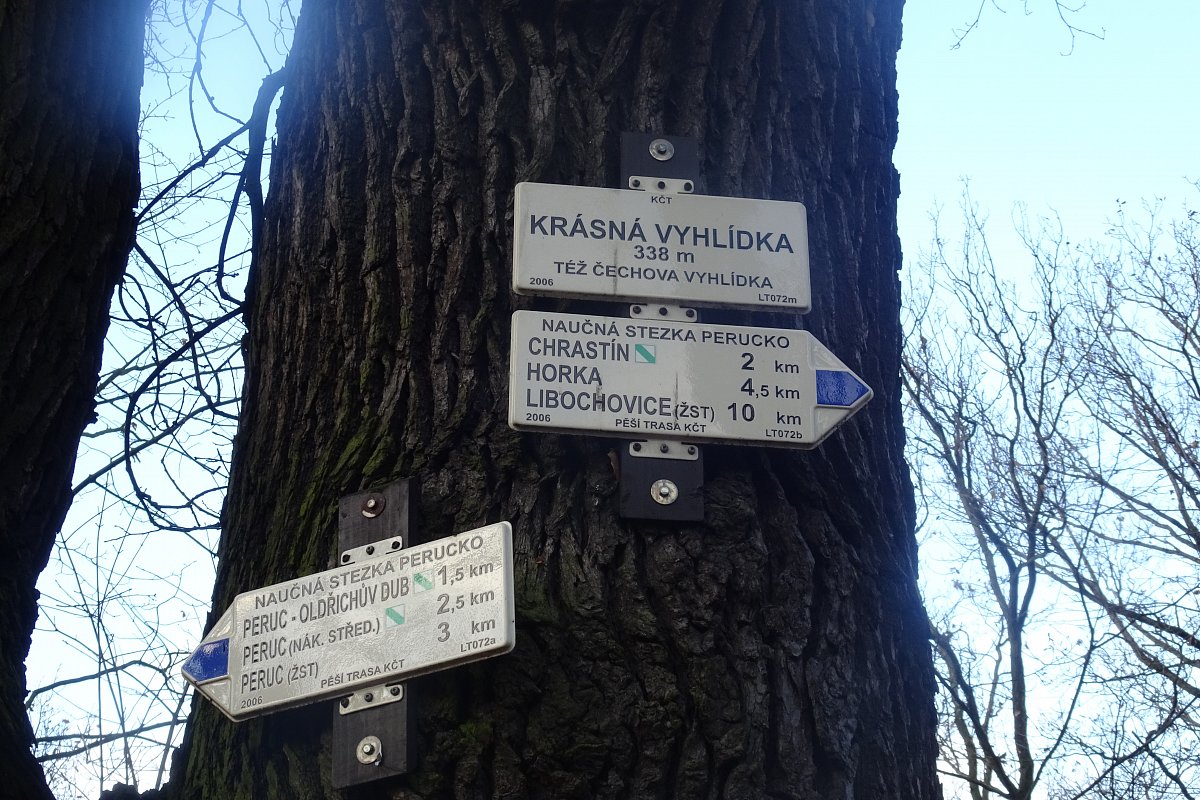 KČT
KRÁSNÁ VYHLÍDKA
338 m
TÉŽ ČECHOVA VYHLÍDKA
2006 LT072m
NAUČNÁ STEZKA PERUCKO
CHRASTÍN 2 km
HORKA 4,5 km
LIBOCHOVICE (ŽST) 10 km
2006 PĚŠÍ TRASA KČT LT072b
NAUČNÁ STEZKA PERUCKO
PERUC - OLDŘICHŮV DUB 1,5 km
PERUC (NÁK. STŘED.) 2,5 km
PERUC (ŽST) 3 km
2006 PĚŠÍ TRASA KČT LT072a